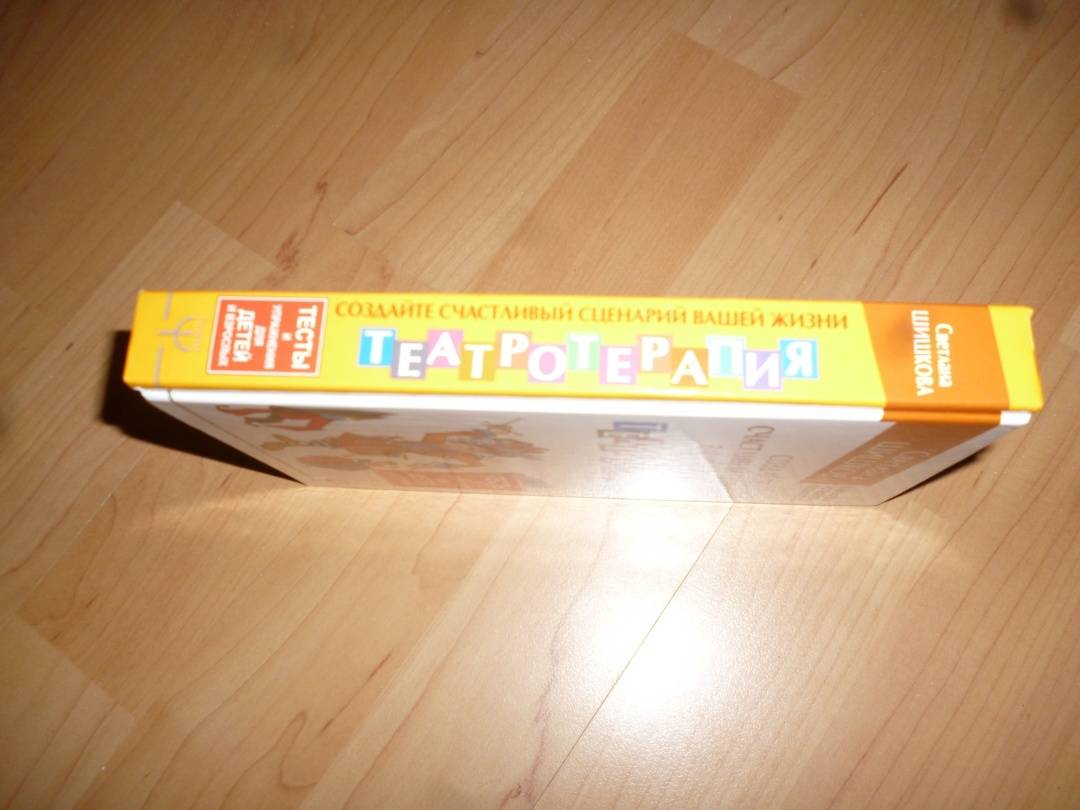 СОЗДАЙТЕ СЧАСТЛИВЫЙ СЦЕНАРИЙ ВАШЕЙ ЖИЗНИ
ТЕАТРОТЕРАПИЯ
Светлана
ШИШКОВА
ТЕСТЫ
И
УПРАЖНЕНИЯ
ДЛЯ
ДЕТЕЙ
И ВЗРОСЛЫХ